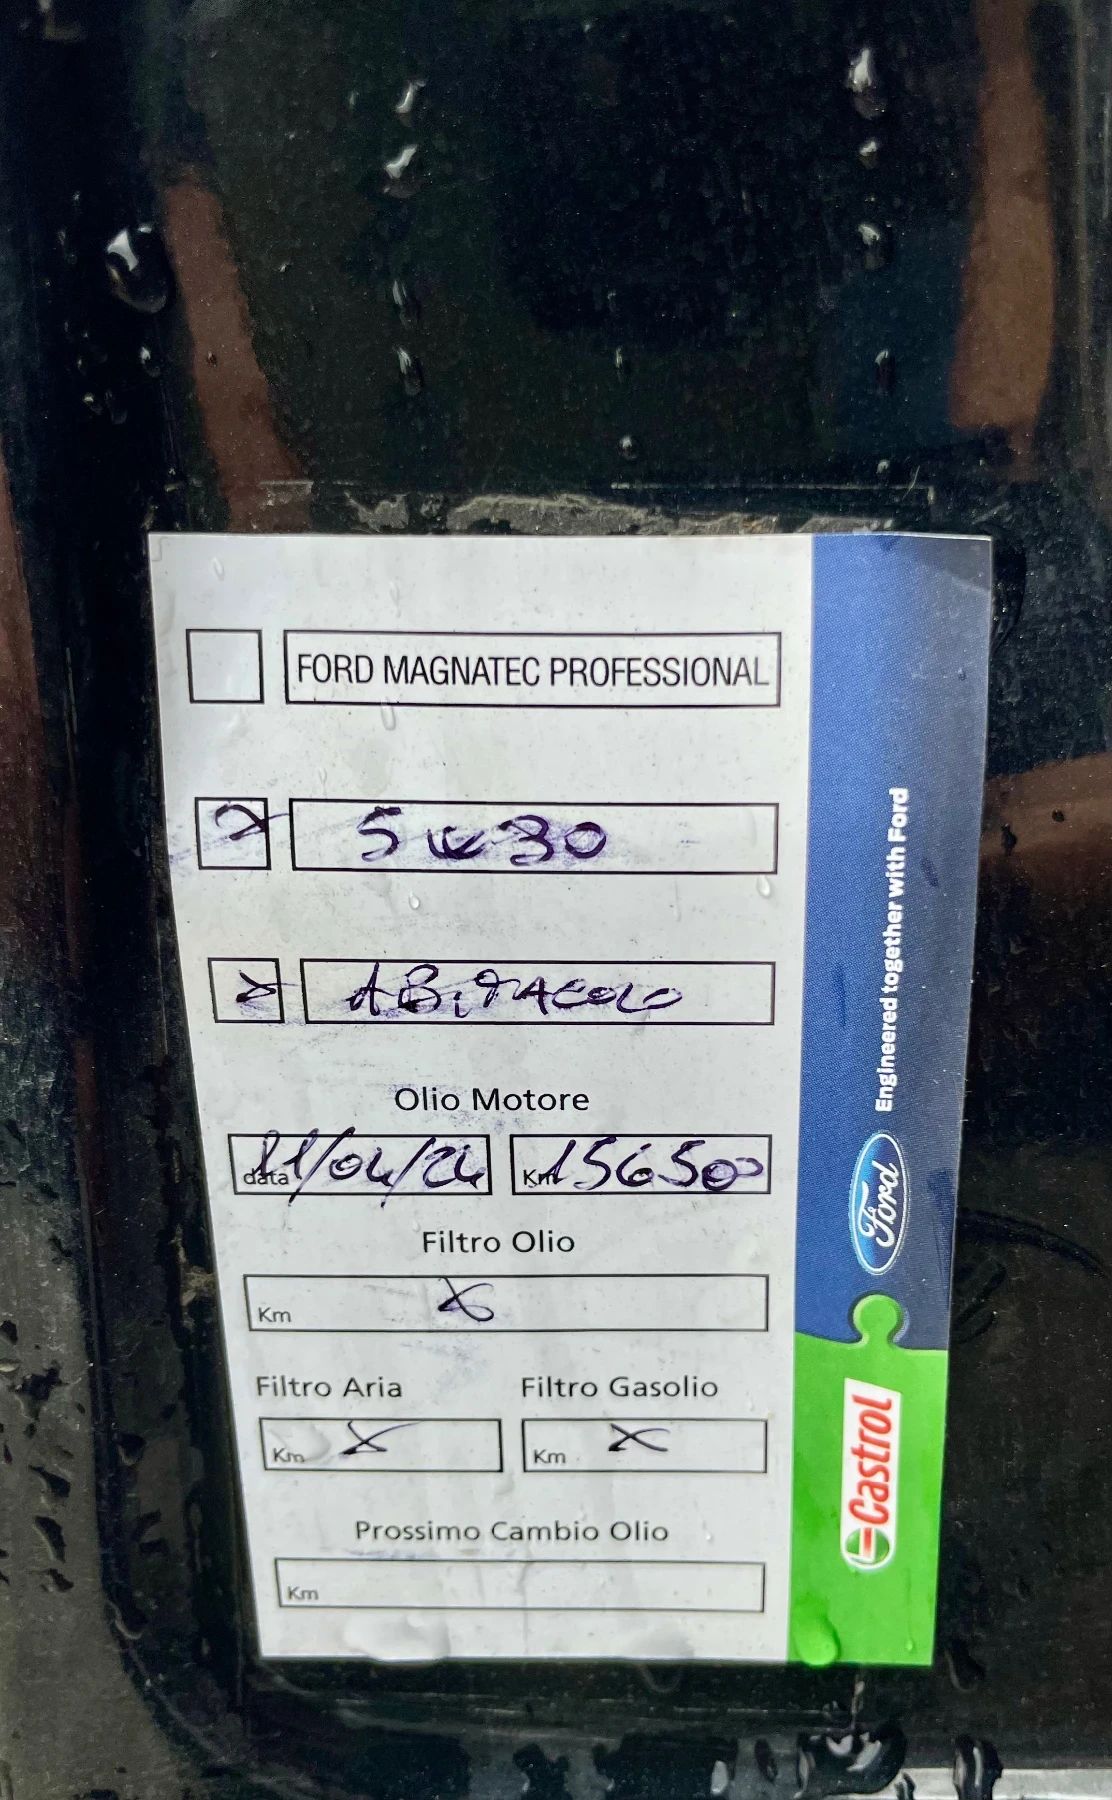 FORD MAGNATEC PROFESSIONAL
5w30
ABiTACOLO
Olio Motore
data 11/04/24 Km 156500
Filtro Olio
Km X
Filtro Aria Filtro Gasolio
Km X Km X
Prossimo Cambio Olio
Km
Engineered together with Ford
Ford
Castrol